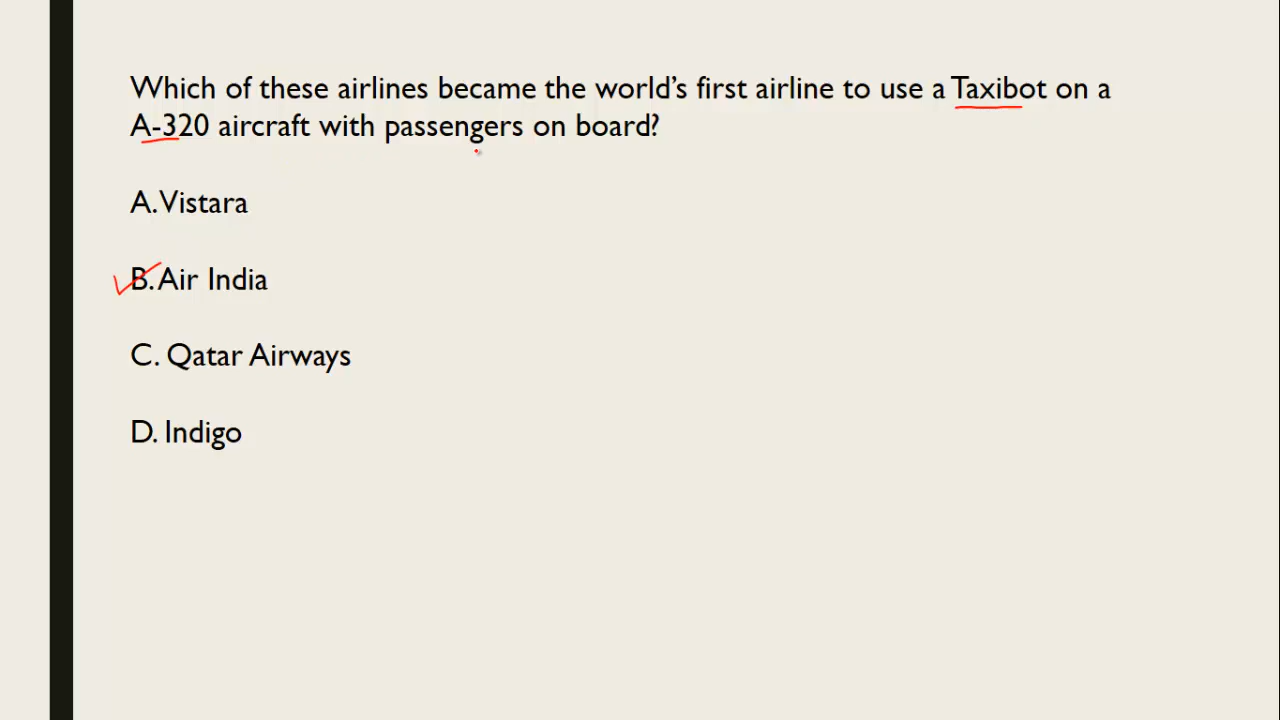 Which of these airlines became the world’s first airline to use a Taxibot on a
A-320 aircraft with passengers on board?
A. Vistara
B. Air India
C. Qatar Airways
D. Indigo